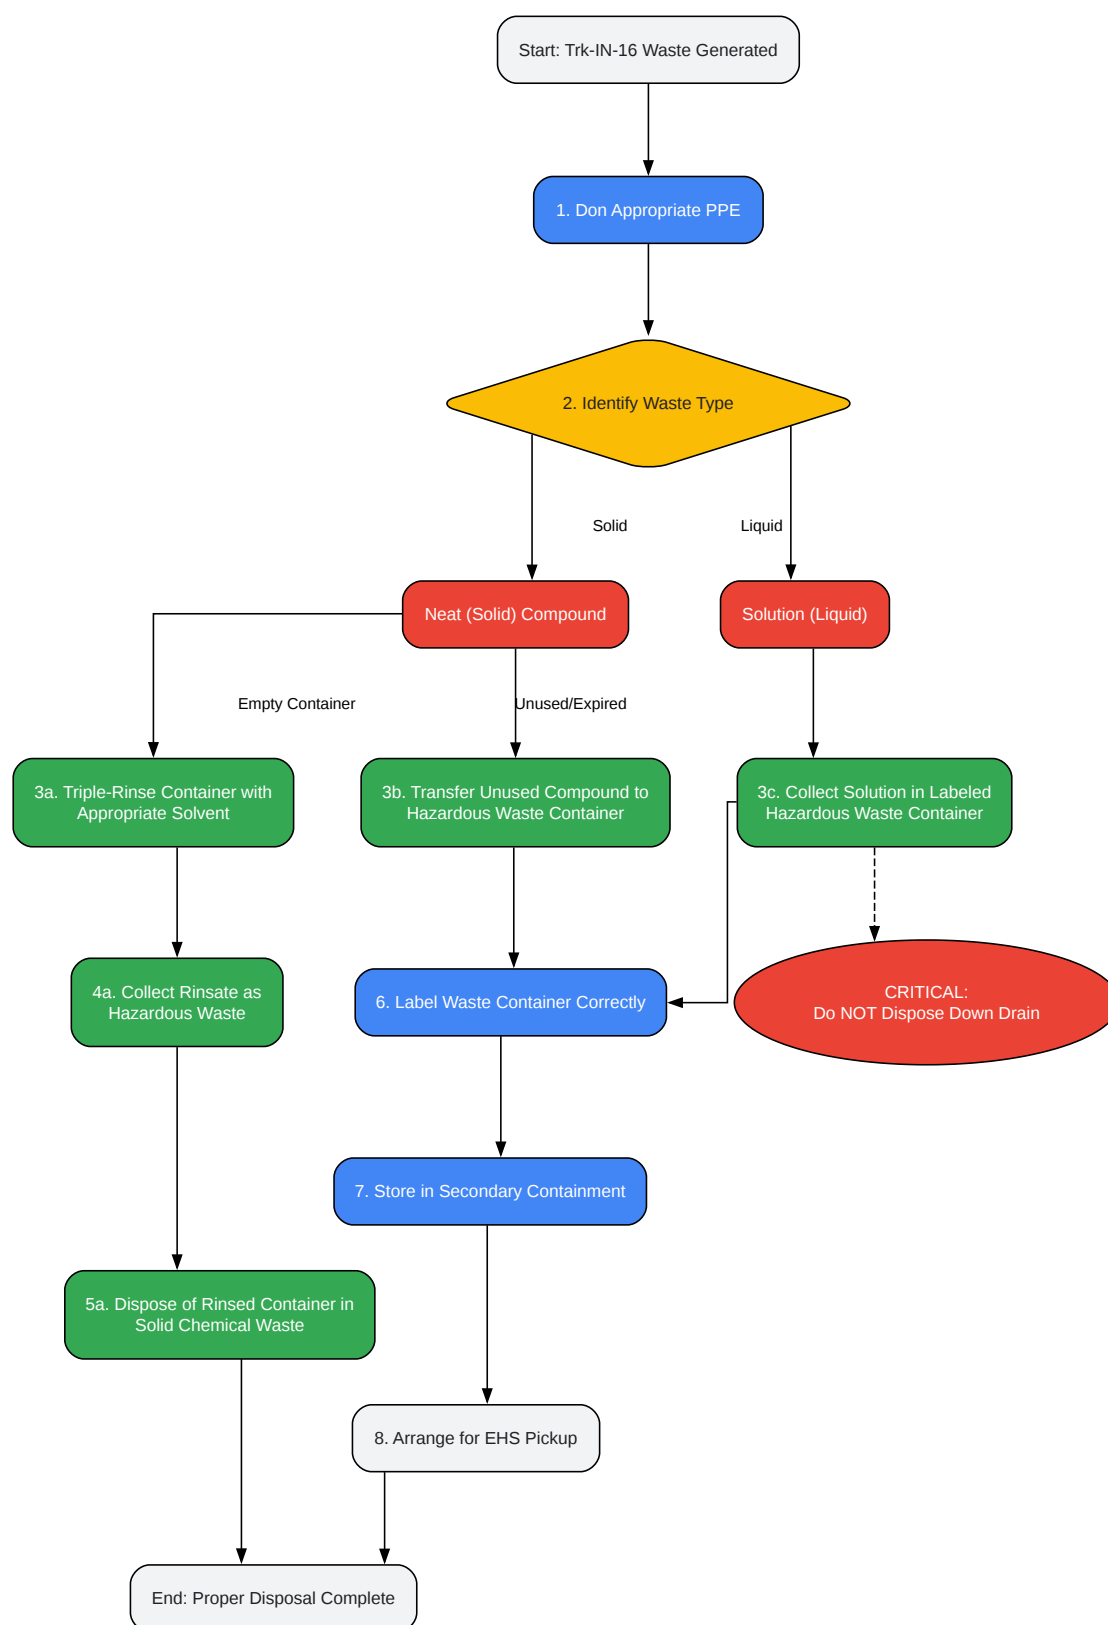 Start: Trk-IN-16 Waste Generated
1. Don Appropriate PPE
2. Identify Waste Type
Solid
Liquid
Neat (Solid) Compound
Solution (Liquid)
Empty Container
Unused/Expired
3a. Triple-Rinse Container with
Appropriate Solvent
3b. Transfer Unused Compound to
Hazardous Waste Container
3c. Collect Solution in Labeled
Hazardous Waste Container
4a. Collect Rinsate as
Hazardous Waste
6. Label Waste Container Correctly
CRITICAL:
Do NOT Dispose Down Drain
7. Store in Secondary Containment
5a. Dispose of Rinsed Container in
Solid Chemical Waste
8. Arrange for EHS Pickup
End: Proper Disposal Complete